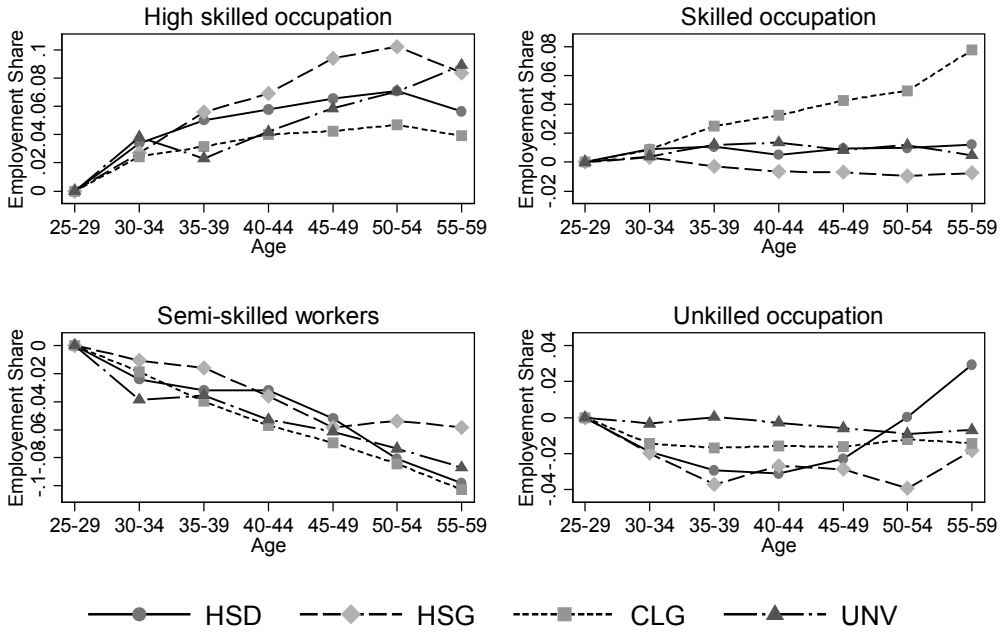 High skilled occupation
Employement Share
0 .02 .04 .06 .08 .1
25-29 30-34 35-39 40-44 45-49 50-54 55-59
Age
Skilled occupation
Employement Share
-.02 0 .02 .04 .06 .08
25-29 30-34 35-39 40-44 45-49 50-54 55-59
Age
Semi-skilled workers
Employement Share
-.1 -.08 -.06 -.04 -.02 0
25-29 30-34 35-39 40-44 45-49 50-54 55-59
Age
Unkilled occupation
Employement Share
-.04 -.02 0 .02 .04
25-29 30-34 35-39 40-44 45-49 50-54 55-59
Age
HSD HSG CLG UNV